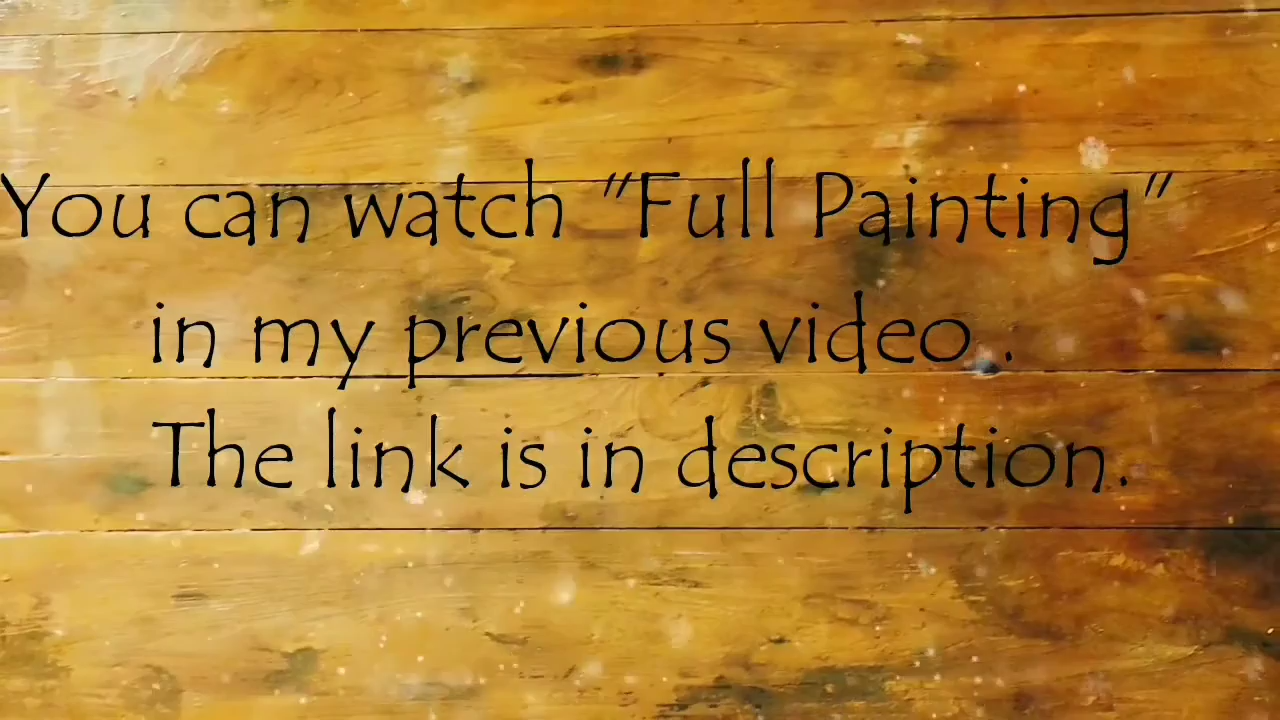 You can watch "Full Painting"
in my previous video .
The link is in description.